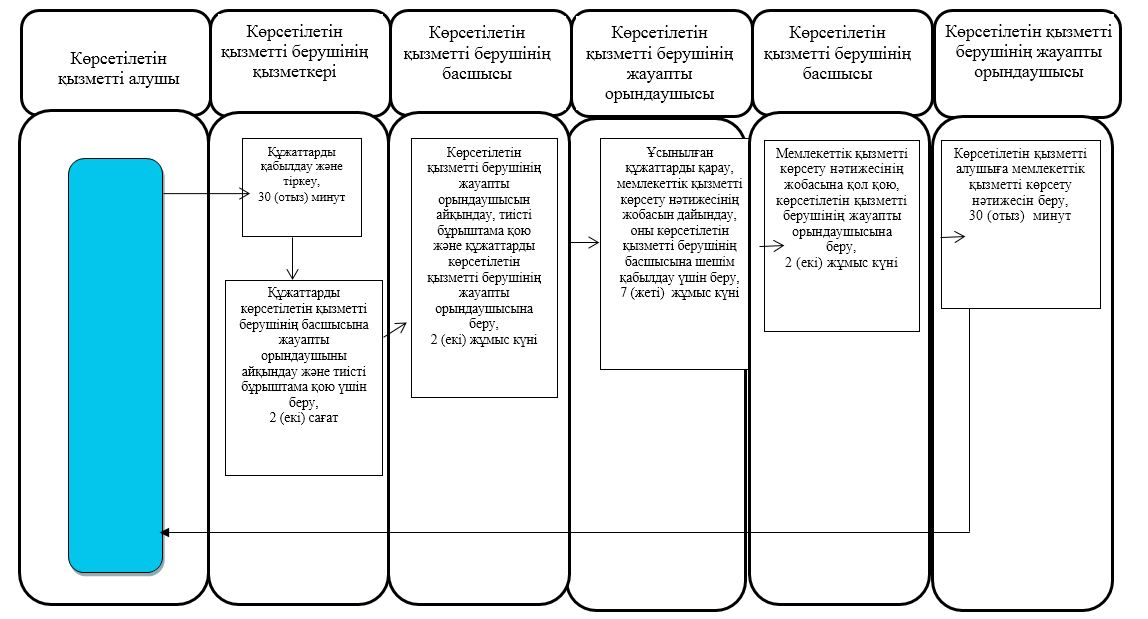 Көрсетілетін
қызметті алушы
Көрсетілетін
қызметті берушінің
қызметкері
Көрсетілетін
қызметті берушінің
басшысы
Көрсетілетін
қызметті берушінің
жауапты
орындаушысы
Көрсетілетін
қызметті берушінің
басшысы
Көрсетілетін қызметті
берушінің жауапты
орындаушысы
Құжаттарды
қабылдау және
тіркеу,
30 (отыз) минут
Құжаттарды
көрсетілетін қызметті
берушінің басшысына
жауапты
орындаушыны
айқындау және тиісті
бұрыштама қою үшін
беру,
2 (екі) сағат
Көрсетілетін
қызметті берушінің
жауапты
орындаушысын
айқындау, тиісті
бұрыштама қою
және құжаттарды
көрсетілетін
қызметті берушінің
жауапты
орындаушысына
беру,
2 (екі) жұмыс күні
Ұсынылған
құжаттарды қарау,
мемлекеттік қызметті
көрсету нәтижесінің
жобасын дайындау,
оны көрсетілетін
қызметті берушінің
басшысына шешім
қабылдау үшін беру,
7 (жеті) жұмыс күні
Мемлекеттік қызметті
көрсету нәтижесінің
жобасына қол қою,
көрсетілетін қызметті
берушінің жауапты
орындаушысына
беру,
2 (екі) жұмыс күні
Көрсетілетін қызметті
алушыға мемлекеттік
қызметті көрсету
нәтижесін беру,
30 (отыз) минут